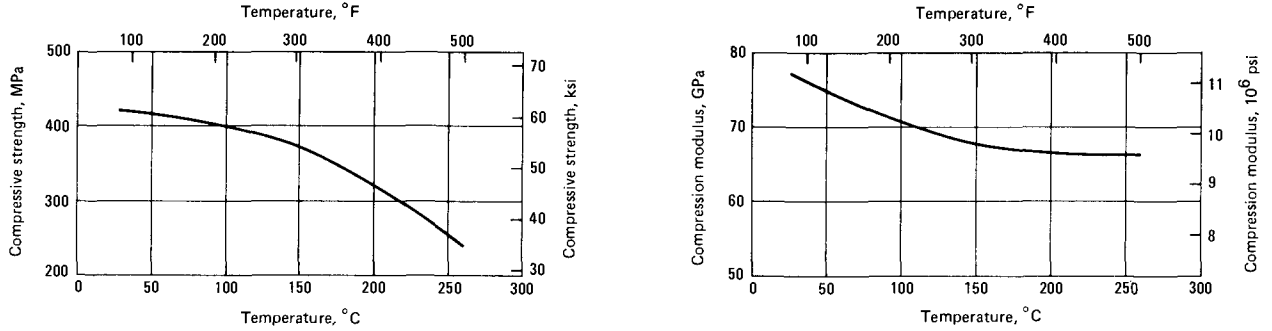 Temperature, °F
100 200 300 400 500
500
400
300
200
Compressive strength, MPa
70
60
50
40
30
Compressive strength, ksi
0 50 100 150 200 250 300
Temperature, °C
Temperature, °F
100 200 300 400 500
80
70
60
50
Compression modulus, GPa
11
10
9
8
Compression modulus, 10⁶ psi
0 50 100 150 200 250 300
Temperature, °C